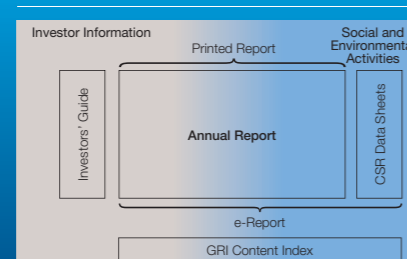 Investor Information
Social and
Environmental
Activities
Printed Report
Investors' Guide
Annual Report
CSR Data Sheets
e-Report
GRI Content Index